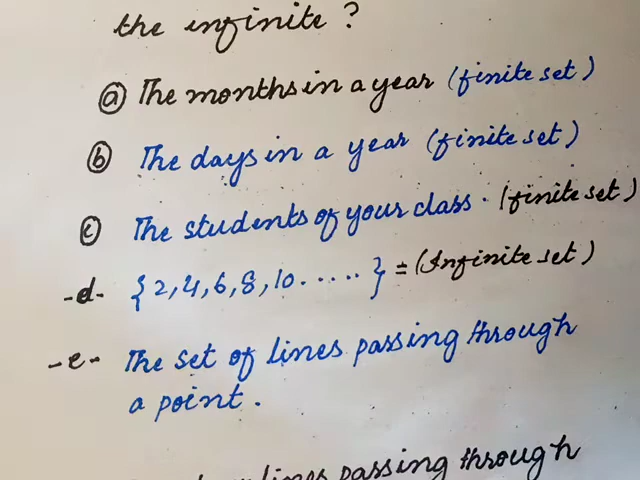 the infinite ?
(a) The months in a year (finite set)
(b) The days in a year (finite set)
(c) The students of your class. (finite set)
-d- {2,4,6,8,10.....} = (Infinite set)
-e- The set of lines passing through
a point.
lines passing through